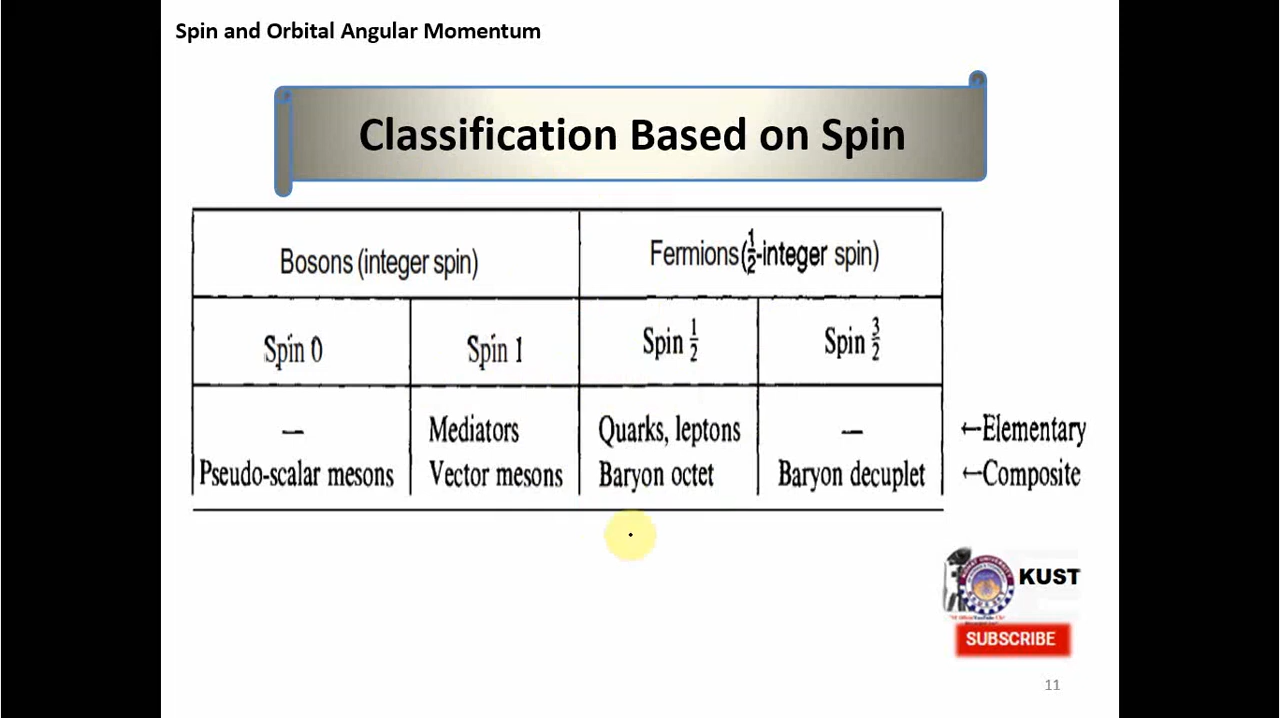 Spin and Orbital Angular Momentum
Classification Based on Spin
Bosons (integer spin)
Fermions (½-integer spin)
Spin 0
Spin 1
Spin ½
Spin 3/2
—
Mediators
Quarks, leptons
—
←Elementary
Pseudo-scalar mesons
Vector mesons
Baryon octet
Baryon decuplet
←Composite
KUST
SUBSCRIBE
11